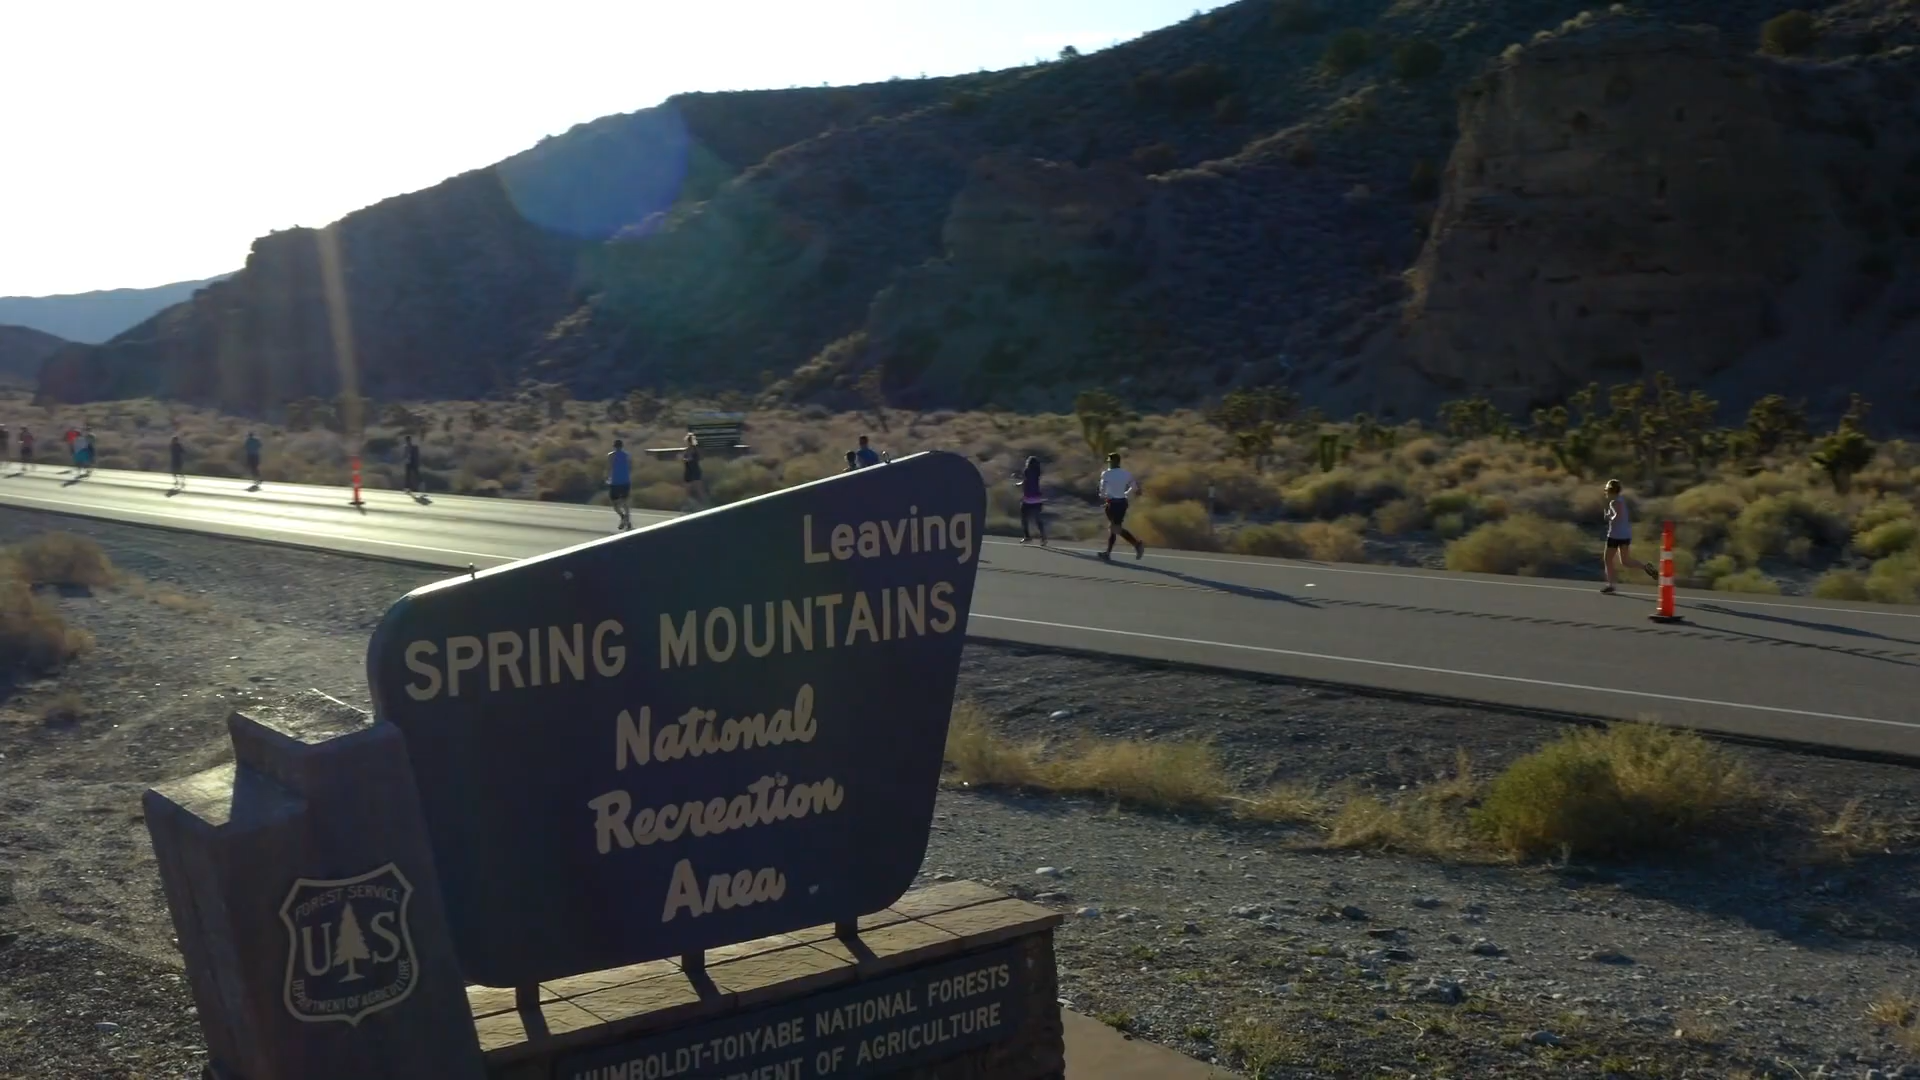 Leaving
SPRING MOUNTAINS
National
Recreation
Area
FOREST SERVICE
U S
DEPARTMENT OF AGRICULTURE
HUMBOLDT-TOIYABE NATIONAL FORESTS
OF AGRICULTURE